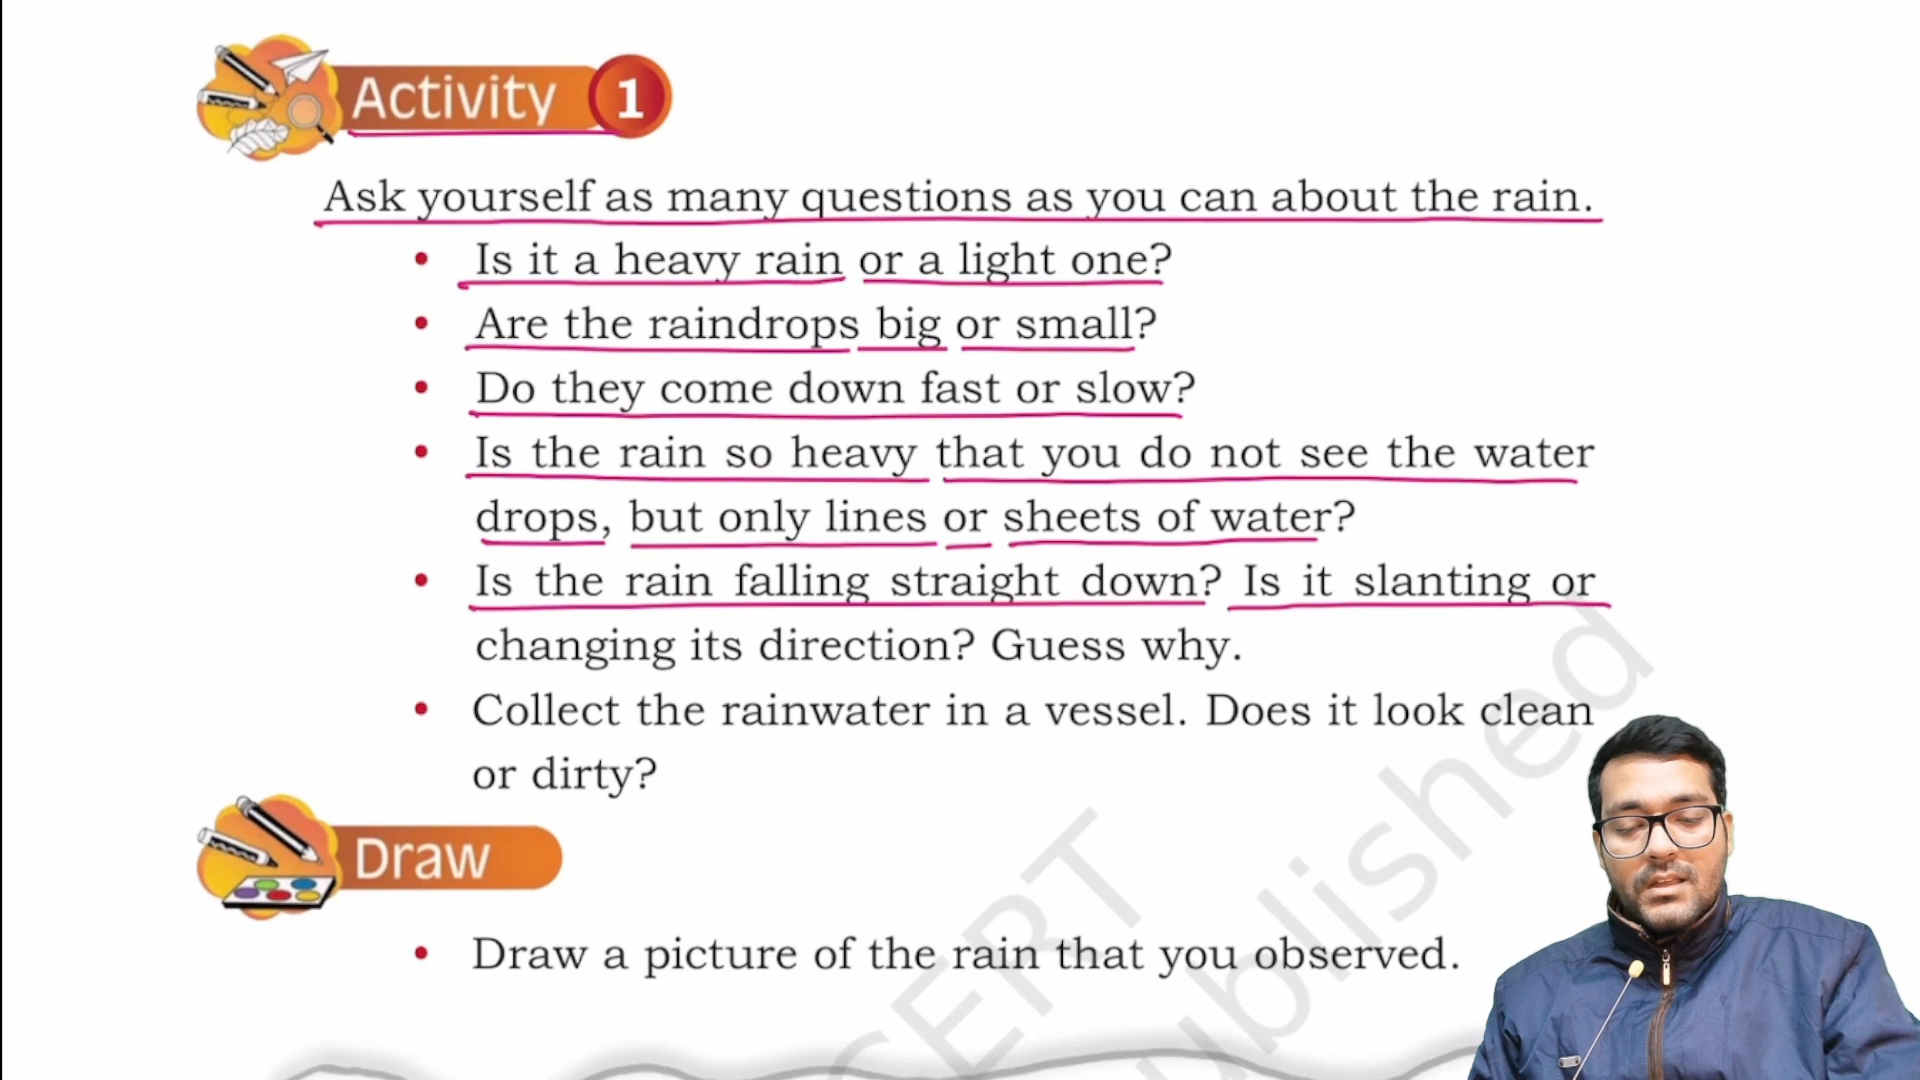 Activity 1
Ask yourself as many questions as you can about the rain.
• Is it a heavy rain or a light one?
• Are the raindrops big or small?
• Do they come down fast or slow?
• Is the rain so heavy that you do not see the water
drops, but only lines or sheets of water?
• Is the rain falling straight down? Is it slanting or
changing its direction? Guess why.
• Collect the rainwater in a vessel. Does it look clean
or dirty?
Draw
• Draw a picture of the rain that you observed.